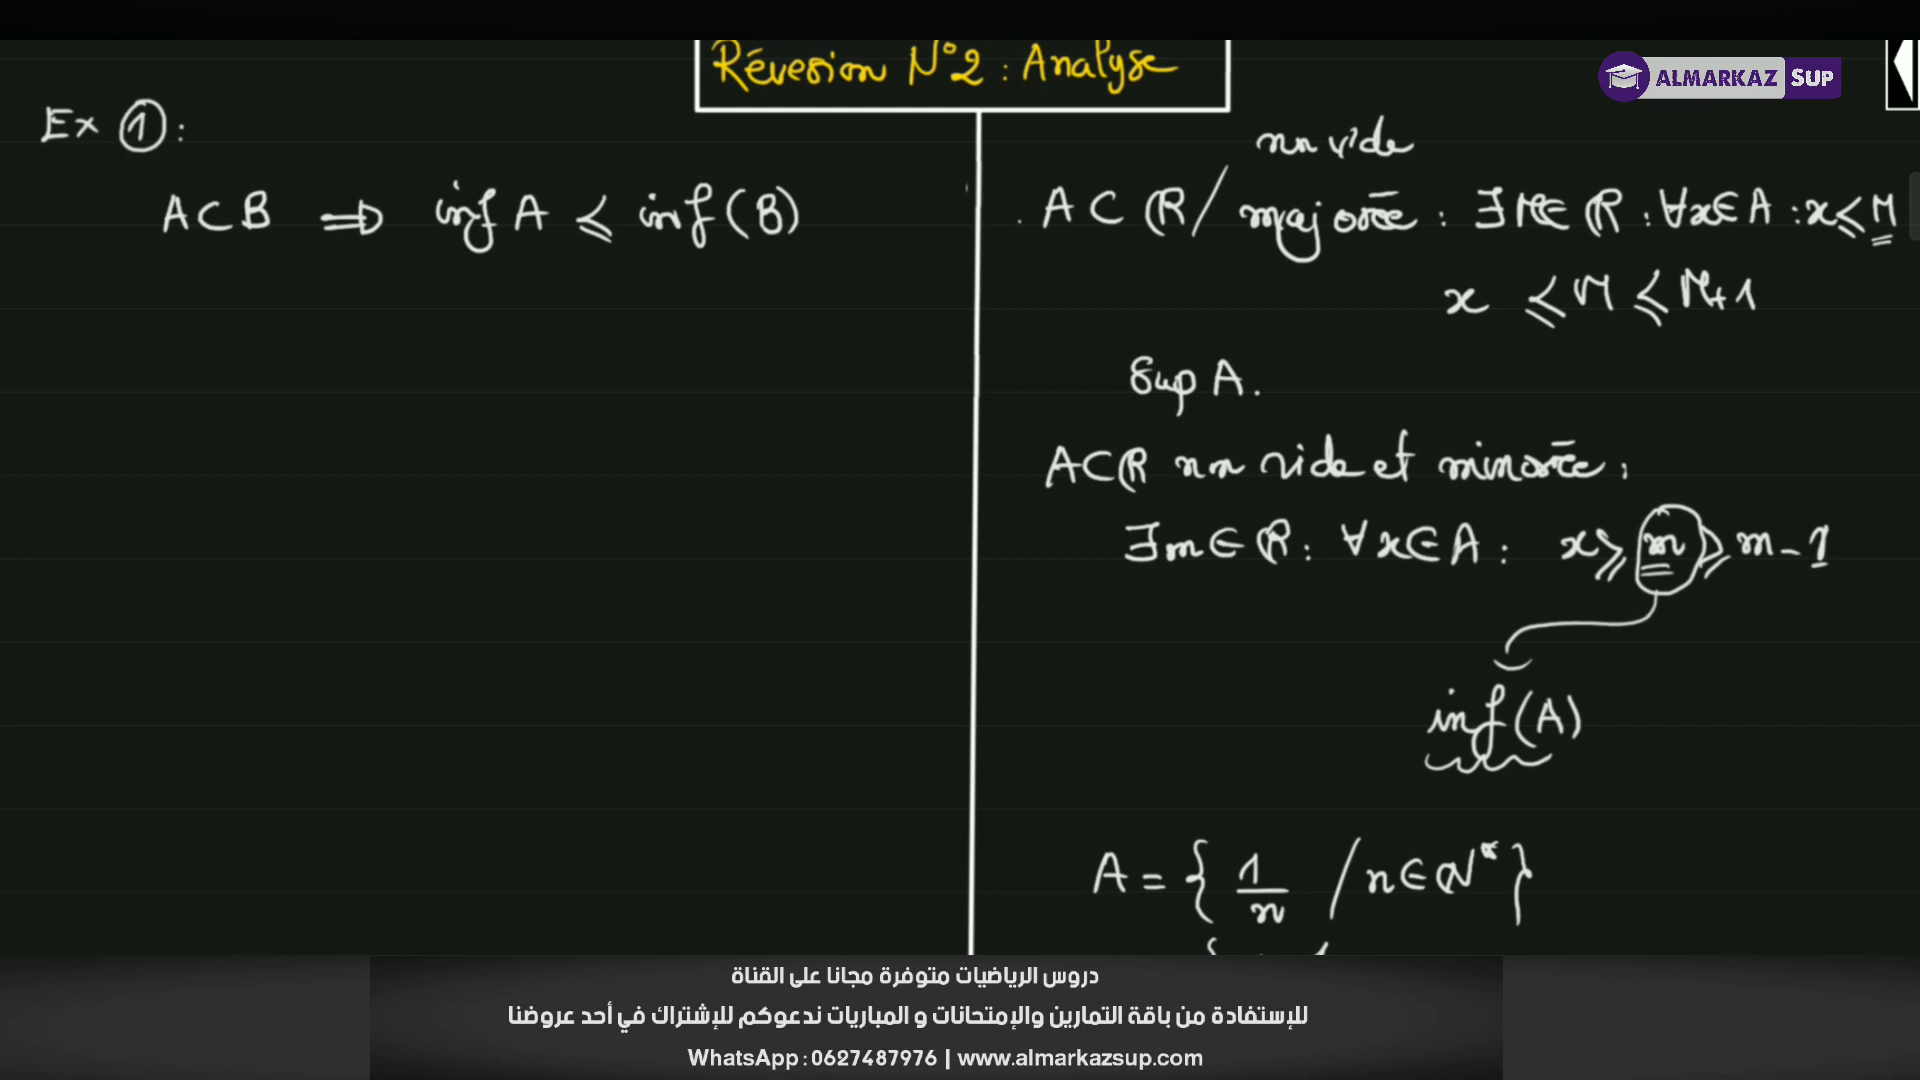 Révision N°2 : Analyse
ALMARKAZ SUP
Ex ① :
A ⊂ B ⇒ inf A ⩽ inf(B)
nn vide
. A ⊂ ℝ / majorée : ∃ M ∈ ℝ : ∀x ∈ A : x ⩽ M
x ⩽ M ⩽ M+1
Sup A.
A ⊂ ℝ nn vide et minorée :
∃ m ∈ ℝ : ∀ x ∈ A : x ⩾ m ⩾ m - 1
inf(A)
A = { 1/n / n ∈ ℕ* }
دروس الرياضيات متوفرة مجانا على القناة
للإستفادة من باقة التمارين والإمتحانات و المباريات ندعوكم للإشتراك في أحد عروضنا
WhatsApp : 0627487976 | www.almarkazsup.com